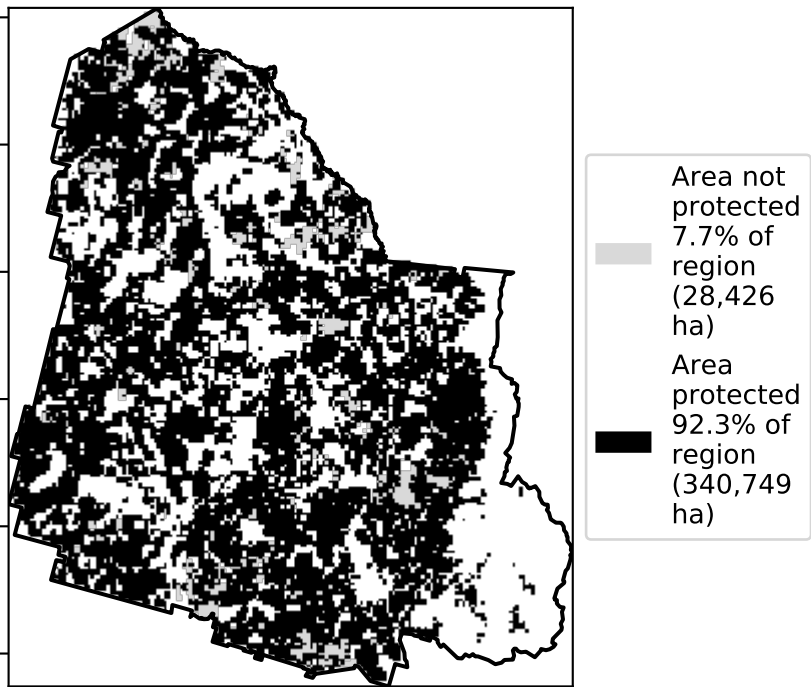 Area not
protected
7.7% of
region
(28,426
ha)
Area
protected
92.3% of
region
(340,749
ha)